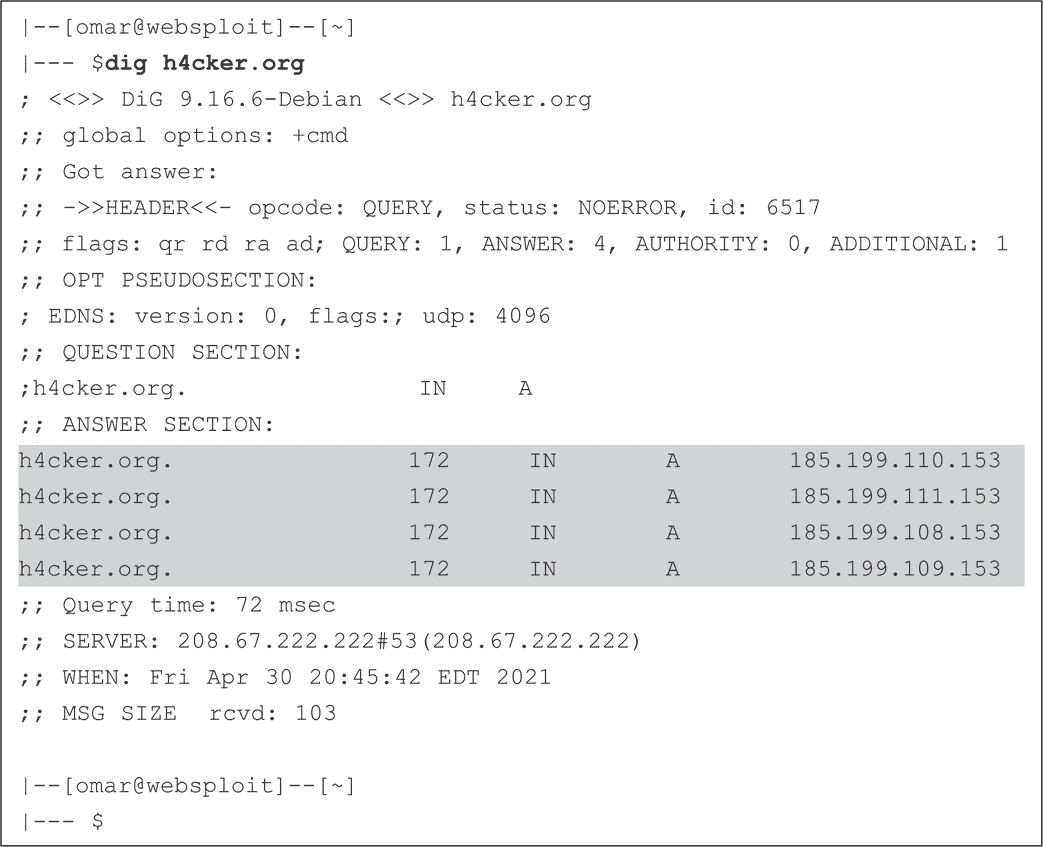 |--[omar@websploit]--[~]
|--- $dig h4cker.org
; <<>> DiG 9.16.6-Debian <<>> h4cker.org
;; global options: +cmd
;; Got answer:
;; ->>HEADER<<- opcode: QUERY, status: NOERROR, id: 6517
;; flags: qr rd ra ad; QUERY: 1, ANSWER: 4, AUTHORITY: 0, ADDITIONAL: 1
;; OPT PSEUDOSECTION:
; EDNS: version: 0, flags:; udp: 4096
;; QUESTION SECTION:
;h4cker.org. IN A
;; ANSWER SECTION:
h4cker.org. 172 IN A 185.199.110.153
h4cker.org. 172 IN A 185.199.111.153
h4cker.org. 172 IN A 185.199.108.153
h4cker.org. 172 IN A 185.199.109.153
;; Query time: 72 msec
;; SERVER: 208.67.222.222#53(208.67.222.222)
;; WHEN: Fri Apr 30 20:45:42 EDT 2021
;; MSG SIZE  rcvd: 103
|--[omar@websploit]--[~]
|--- $